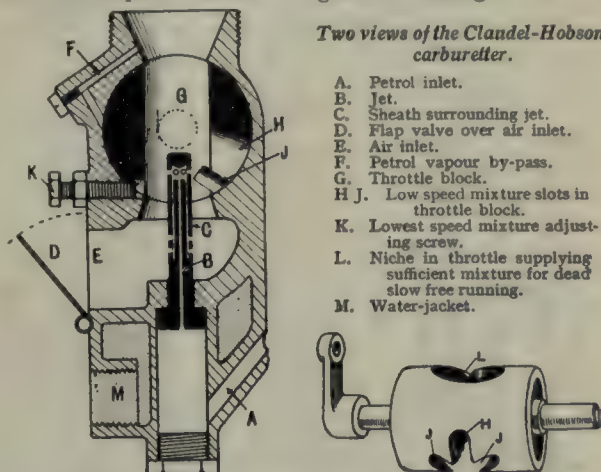 Two views of the Claudel-Hobson
carburetter.
A. Petrol inlet.
B. Jet.
C. Sheath surrounding jet.
D. Flap valve over air inlet.
E. Air inlet.
F. Petrol vapour by-pass.
G. Throttle block.
H J. Low speed mixture slots in
throttle block.
K. Lowest speed mixture adjust-
ing screw.
L. Niche in throttle supplying
sufficient mixture for dead
slow free running.
M. Water-jacket.
F
G
H
J
K
C
D
E
B
M
A
L
H
J
J